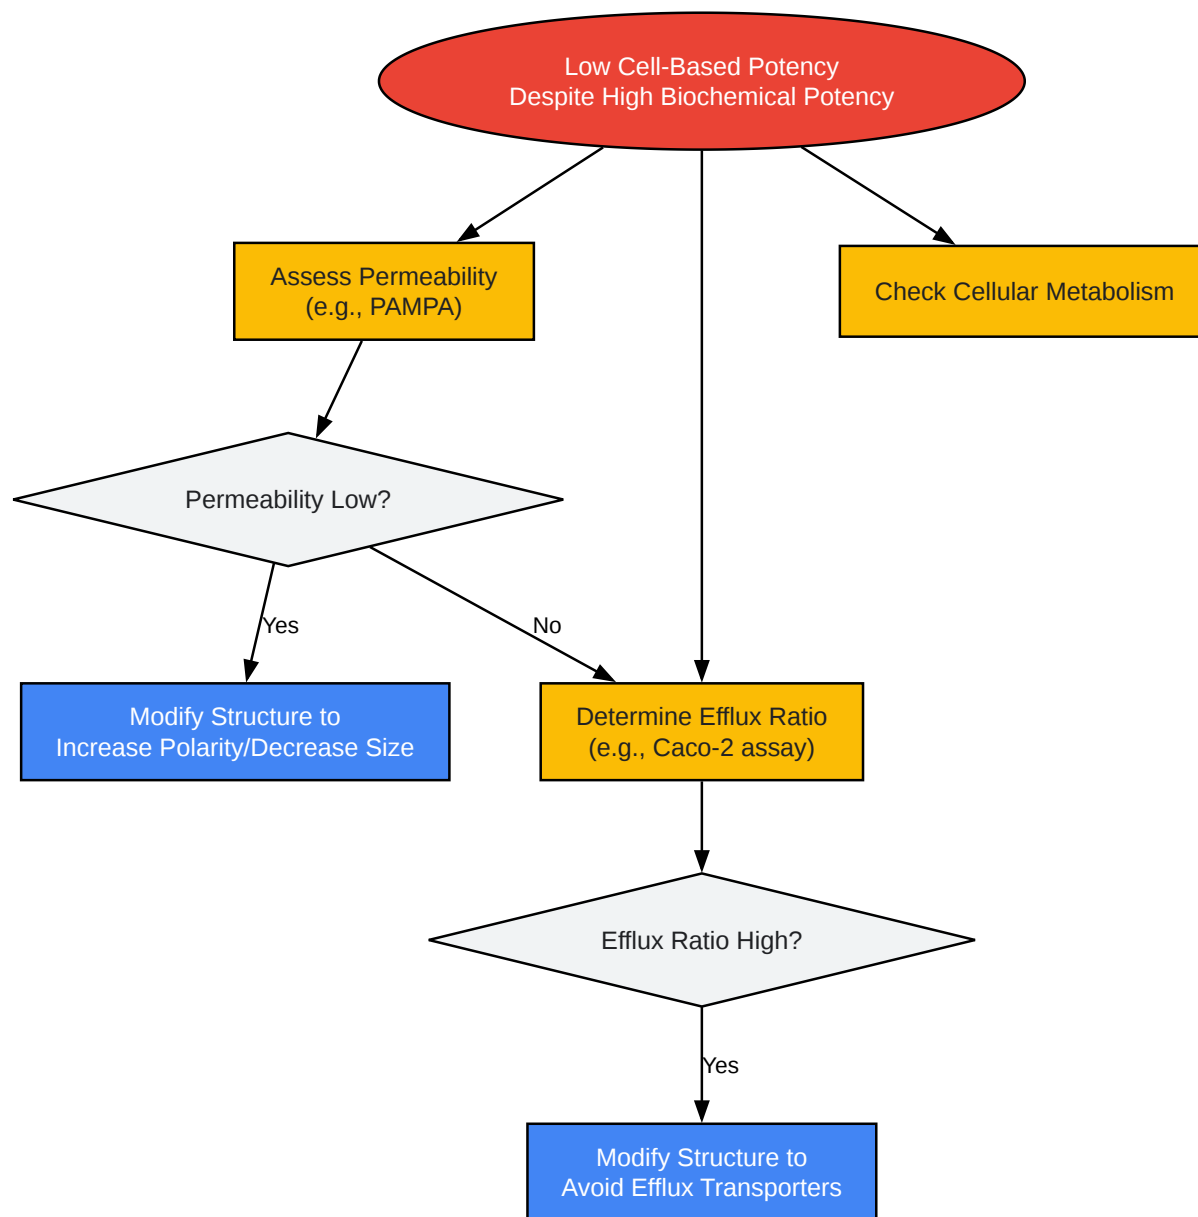 Low Cell-Based Potency
Despite High Biochemical Potency
Assess Permeability
(e.g., PAMPA)
Check Cellular Metabolism
Permeability Low?
Yes
No
Modify Structure to
Increase Polarity/Decrease Size
Determine Efflux Ratio
(e.g., Caco-2 assay)
Efflux Ratio High?
Yes
Modify Structure to
Avoid Efflux Transporters